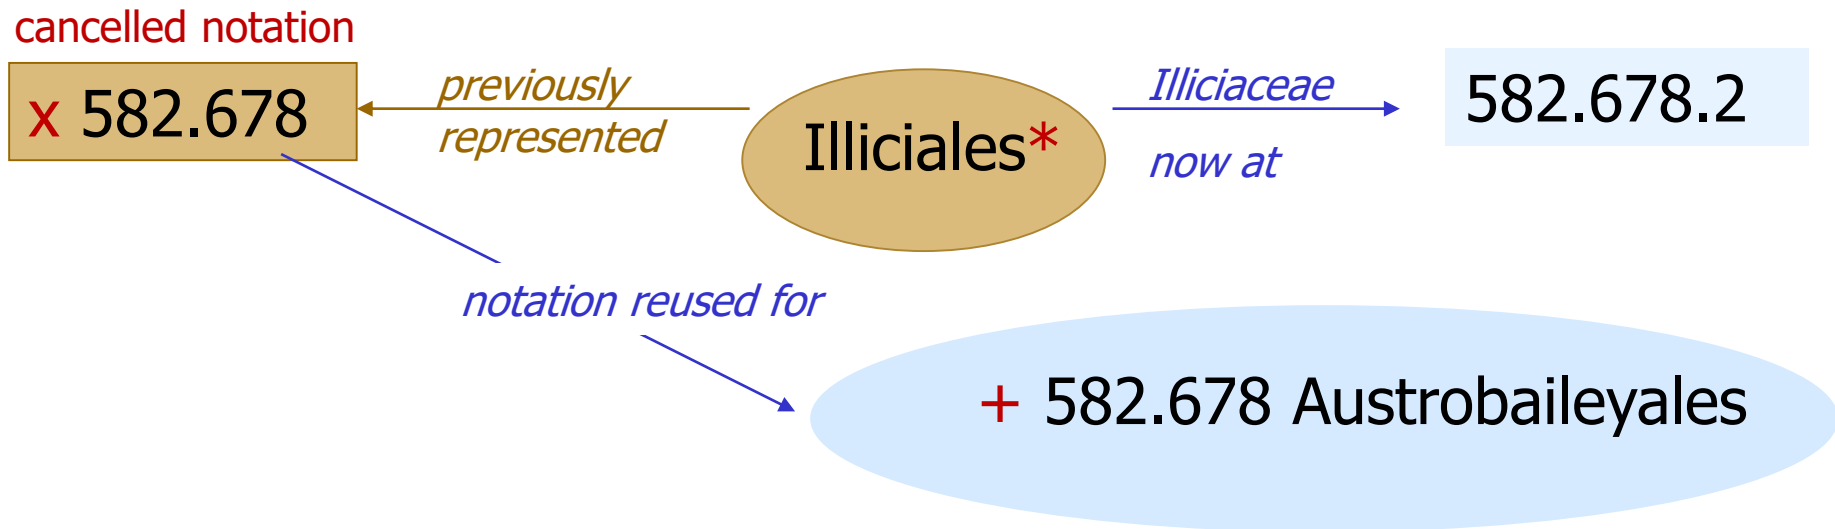 cancelled notation
x 582.678
previously
represented
Illiciales*
Illiciaceae
now at
582.678.2
notation reused for
+ 582.678 Austrobaileyales